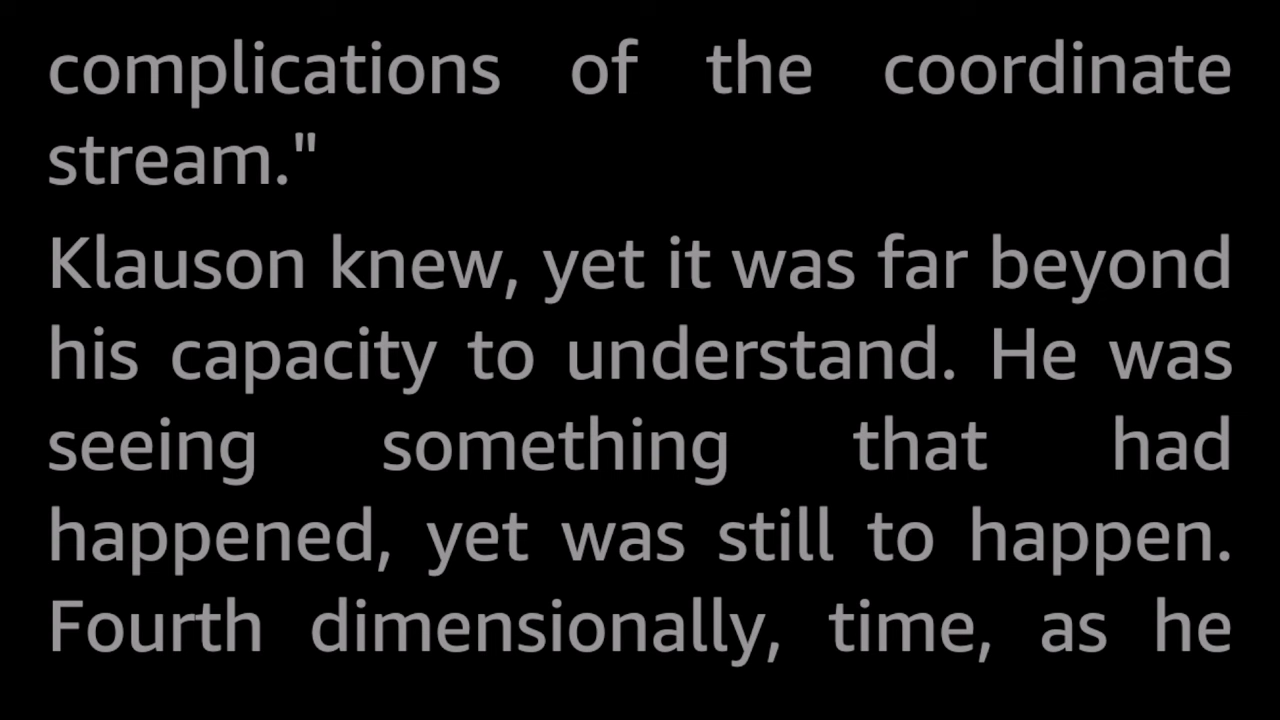 complications of the coordinate
stream."
Klauson knew, yet it was far beyond
his capacity to understand. He was
seeing something that had
happened, yet was still to happen.
Fourth dimensionally, time, as he